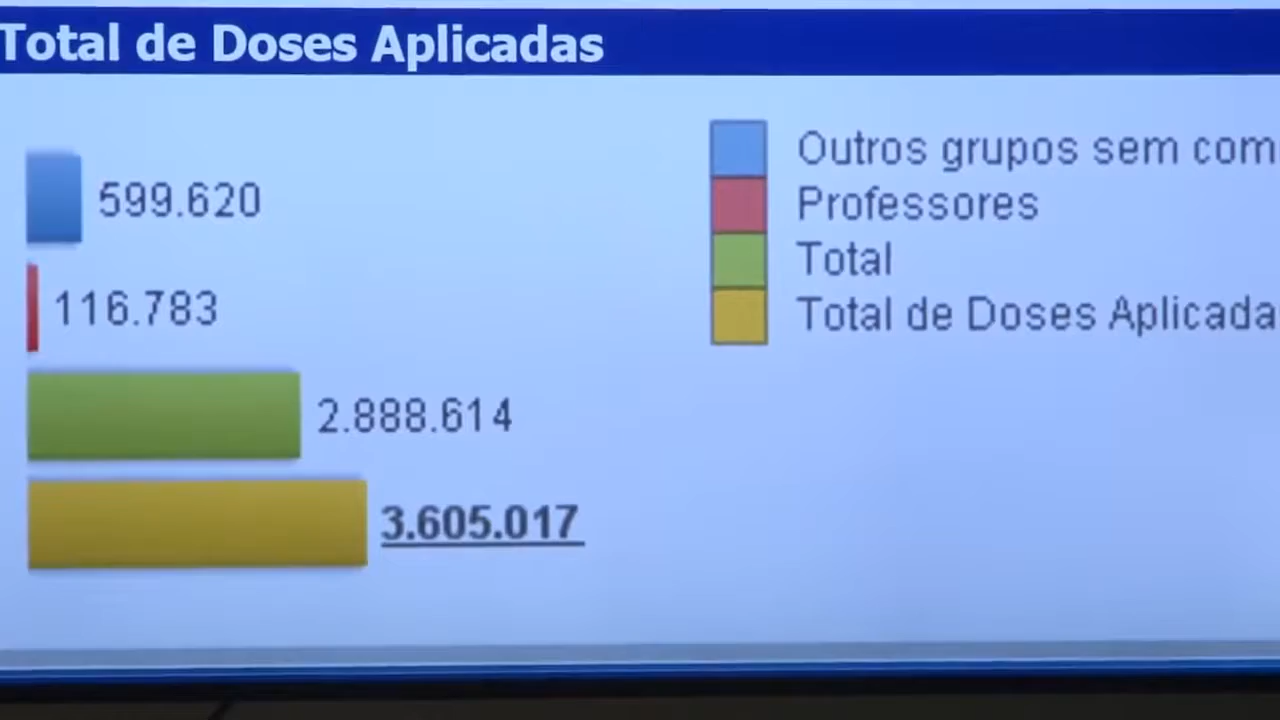 Total de Doses Aplicadas
599.620
116.783
2.888.614
3.605.017
Outros grupos sem com
Professores
Total
Total de Doses Aplicada